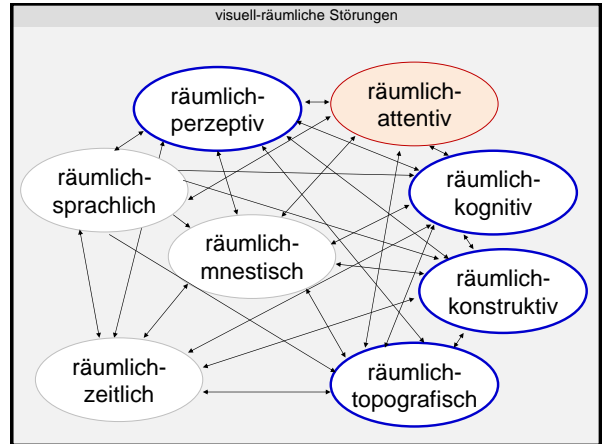 visuell-räumliche Störungen
räumlich-
perzeptiv
räumlich-
attentiv
räumlich-
sprachlich
räumlich-
kognitiv
räumlich-
mnestisch
räumlich-
konstruktiv
räumlich-
zeitlich
räumlich-
topografisch